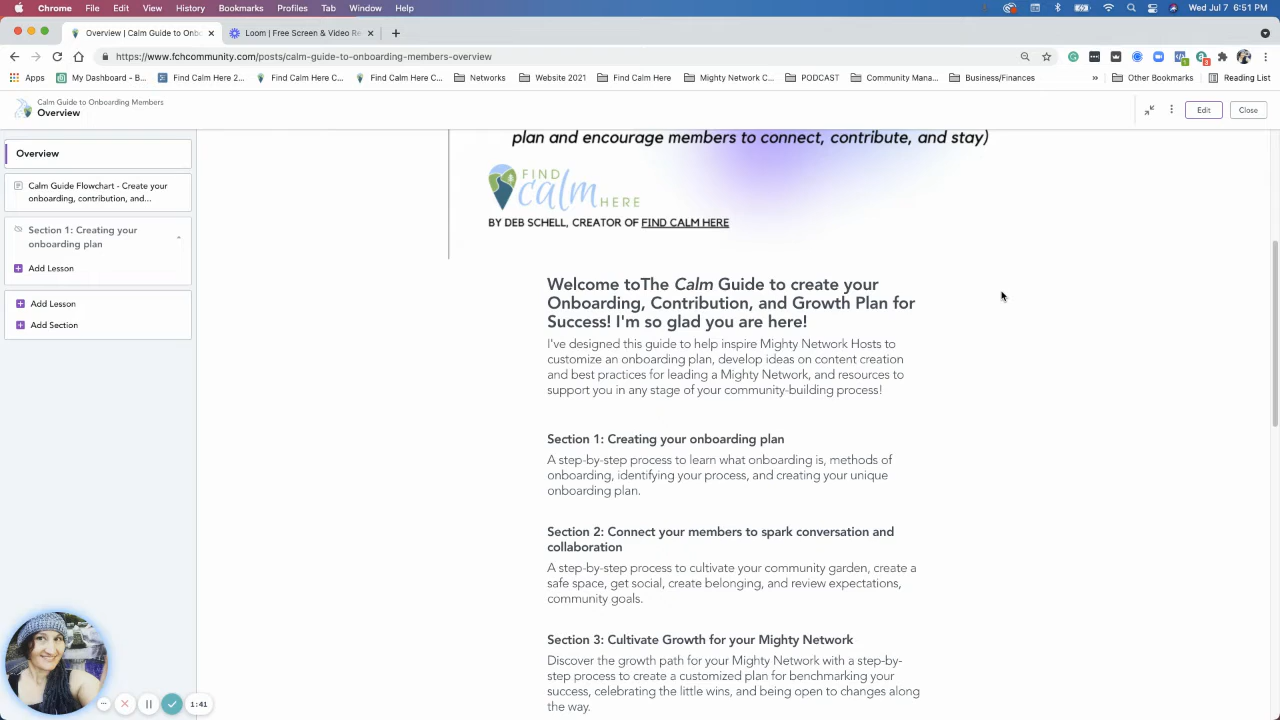 Chrome File Edit View History Bookmarks Profiles Tab Window Help Wed Jul 7 6:51 PM
Overview | Calm Guide to Onb
Loom | Free Screen & Video Re
https://www.fchcommunity.com/posts/calm-guide-to-onboarding-members-overview
Apps My Dashboard - B... Find Calm Here 2... Find Calm Here C... Find Calm Here C... Networks Website 2021 Find Calm Here Mighty Network C... PODCAST Community Mana... Business/Finances » Other Bookmarks Reading List
Calm Guide to Onboarding Members
Overview
Edit
Close
Overview
Calm Guide Flowchart - Create your
onboarding, contribution, and...
Section 1: Creating your
onboarding plan
Add Lesson
Add Lesson
Add Section
plan and encourage members to connect, contribute, and stay)
FIND
calm HERE
BY DEB SCHELL, CREATOR OF FIND CALM HERE
Welcome toThe Calm Guide to create your
Onboarding, Contribution, and Growth Plan for
Success! I'm so glad you are here!
I've designed this guide to help inspire Mighty Network Hosts to
customize an onboarding plan, develop ideas on content creation
and best practices for leading a Mighty Network, and resources to
support you in any stage of your community-building process!
Section 1: Creating your onboarding plan
A step-by-step process to learn what onboarding is, methods of
onboarding, identifying your process, and creating your unique
onboarding plan.
Section 2: Connect your members to spark conversation and
collaboration
A step-by-step process to cultivate your community garden, create a
safe space, get social, create belonging, and review expectations,
community goals.
Section 3: Cultivate Growth for your Mighty Network
Discover the growth path for your Mighty Network with a step-by-
step process to create a customized plan for benchmarking your
success, celebrating the little wins, and being open to changes along
the way.
1:41